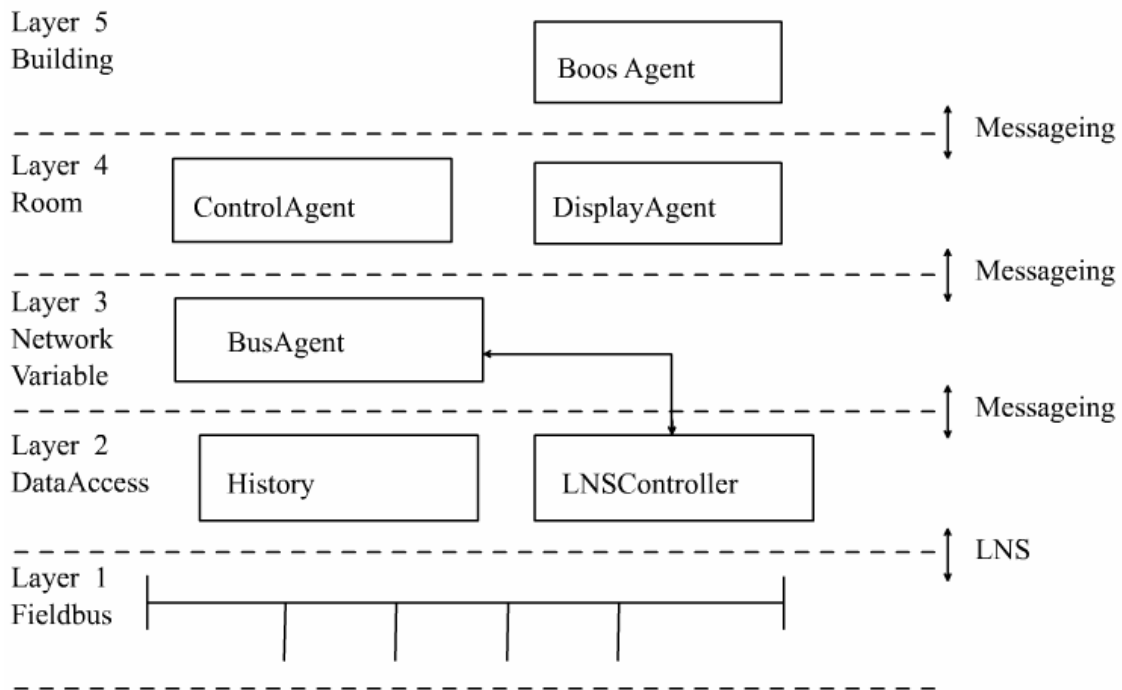 Layer 5
Building
Boos Agent
Messageing
Layer 4
Room
ControlAgent
DisplayAgent
Messageing
Layer 3
Network
Variable
BusAgent
Messageing
Layer 2
DataAccess
History
LNSController
LNS
Layer 1
Fieldbus